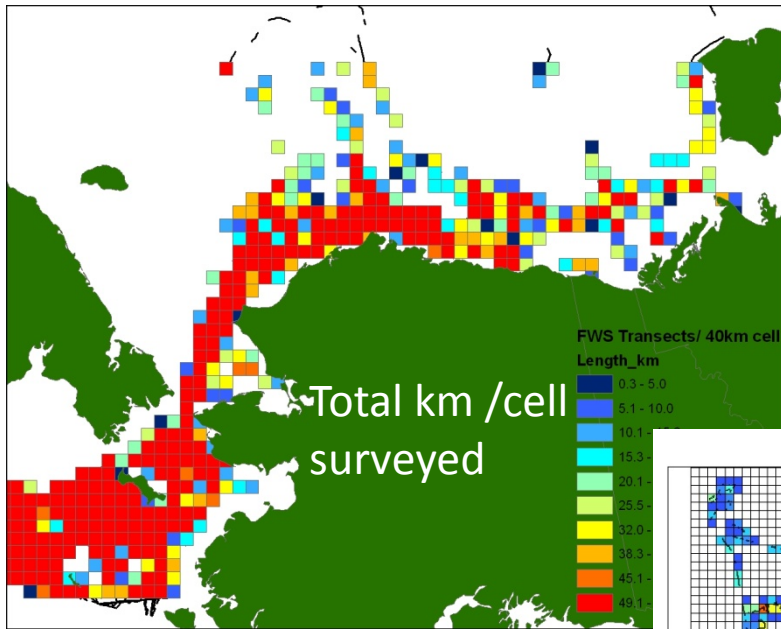 FWS Transects/ 40km cell
Length_km
0.3 - 5.0
5.1 - 10.0
10.1 -
15.3 -
20.1 -
25.5 -
32.0 -
38.3 -
45.1 -
49.1 -
Total km /cell
surveyed